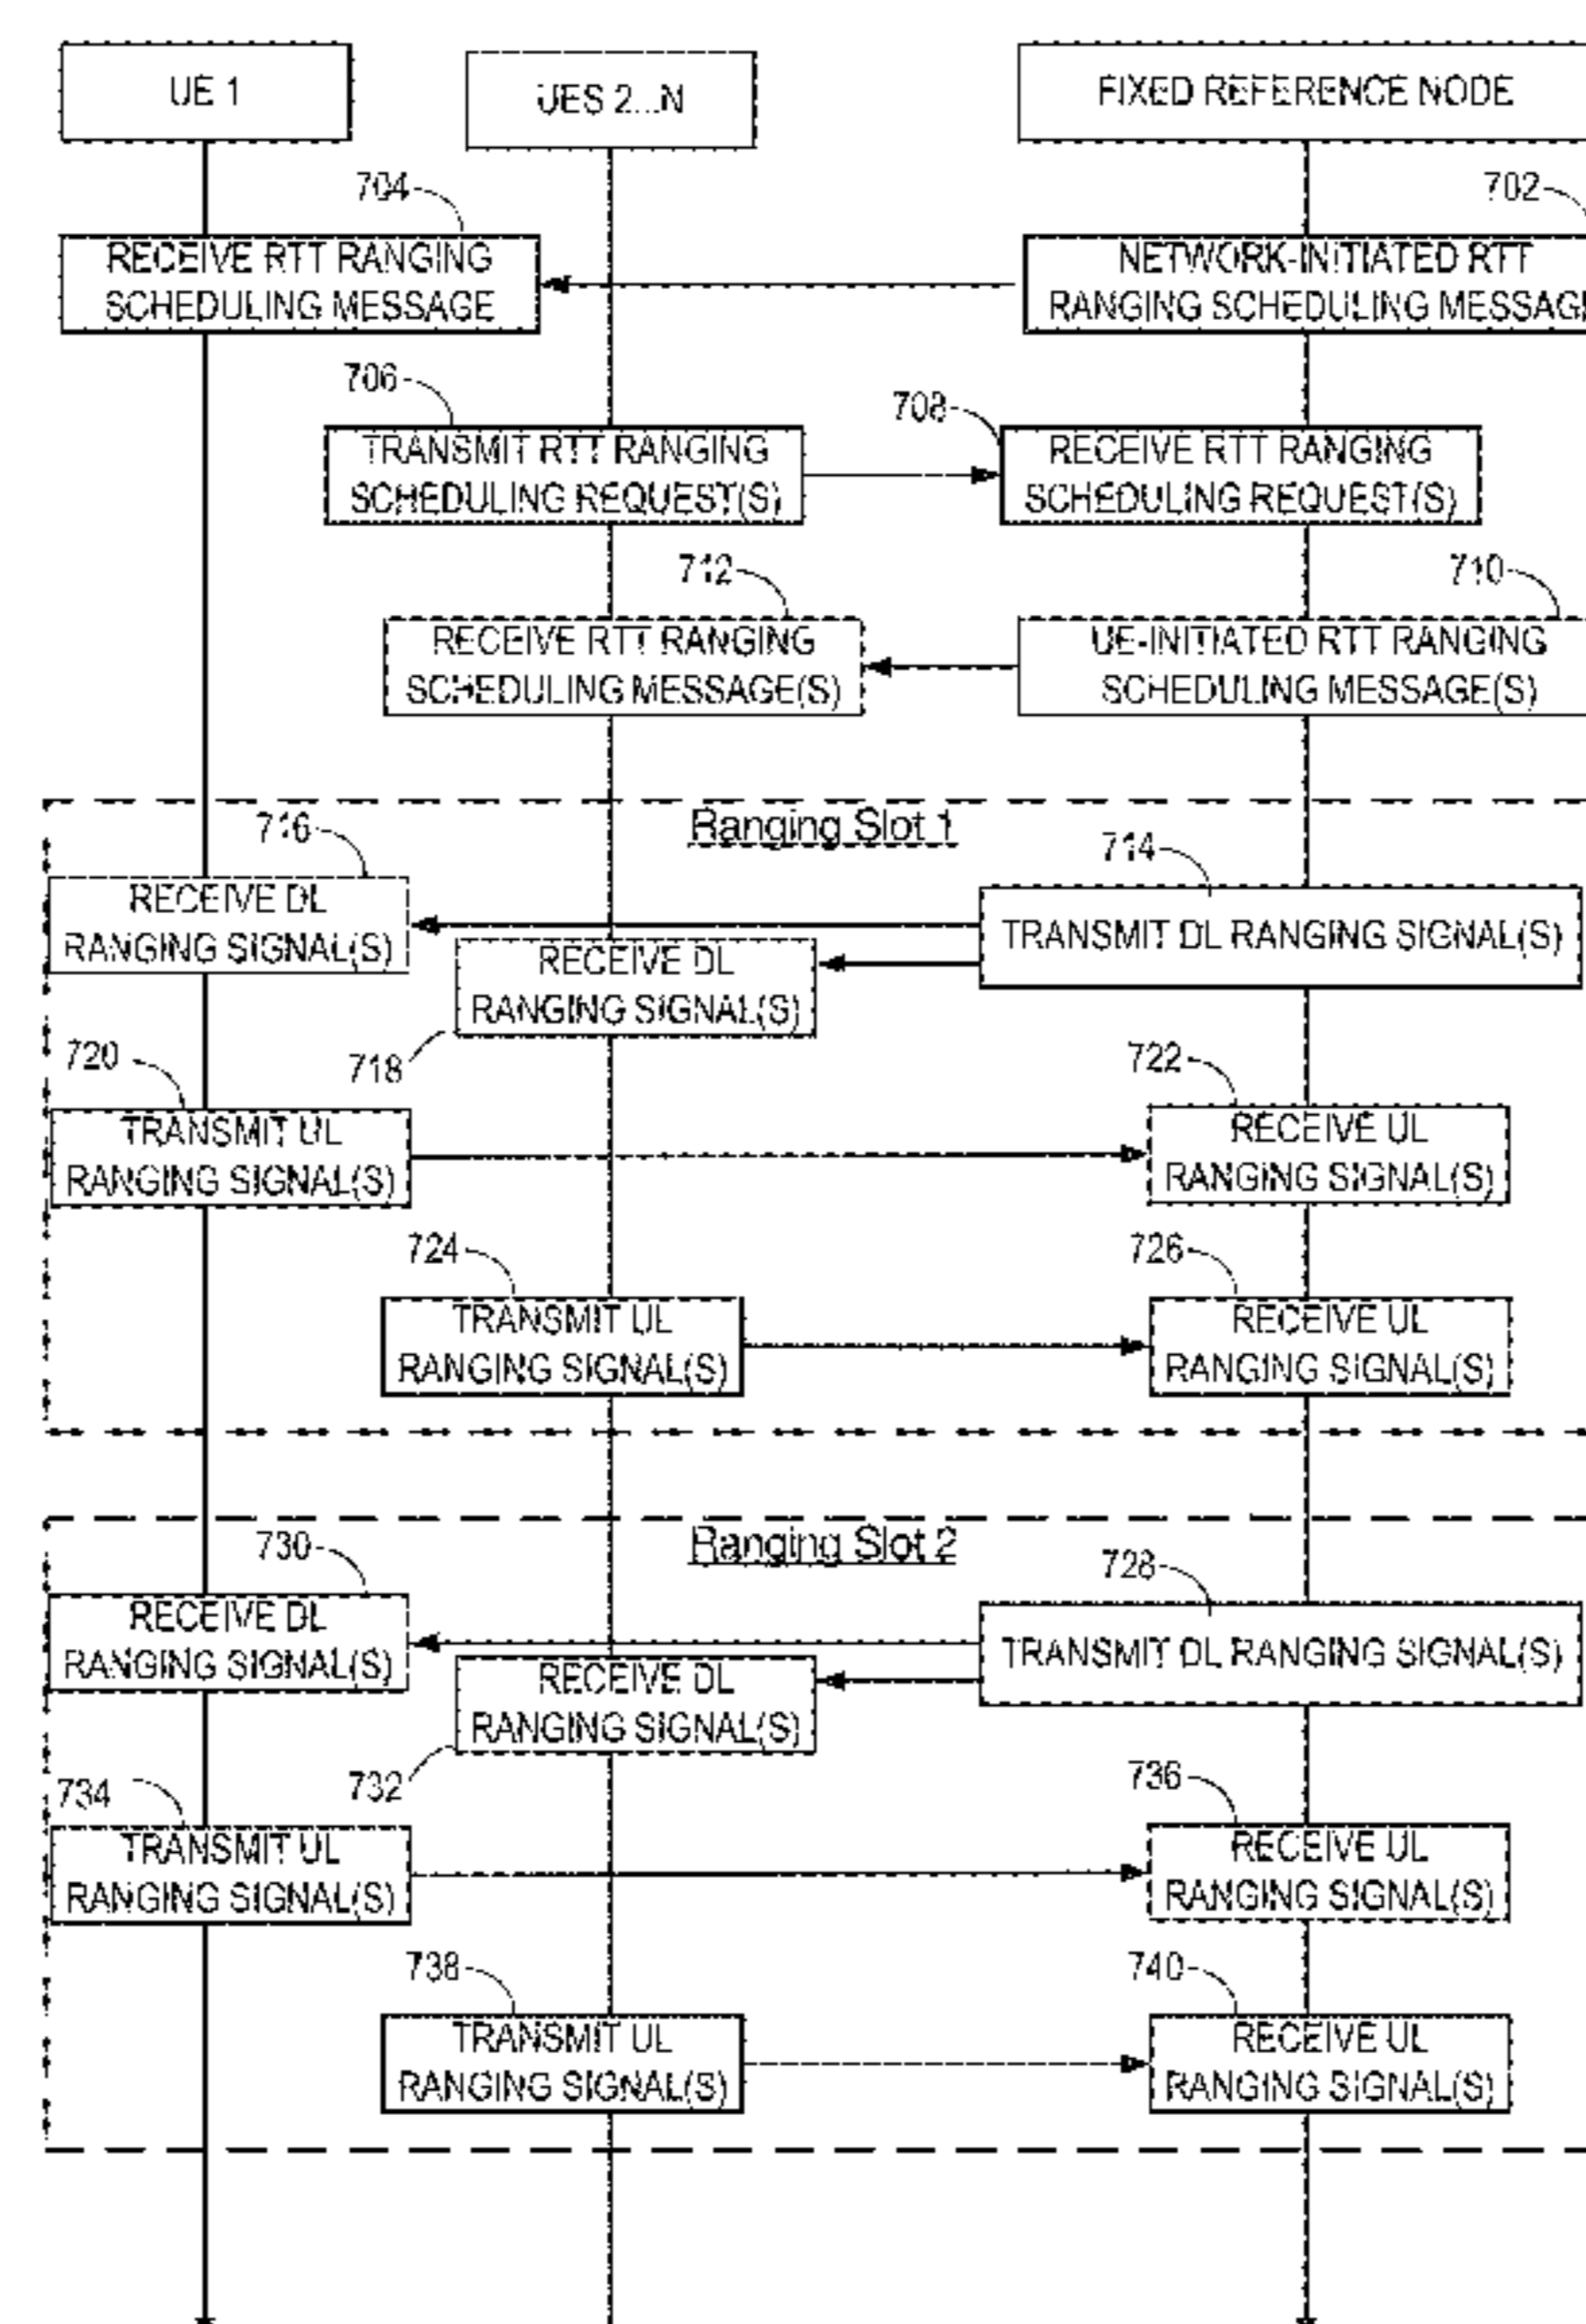 UE 1
UES 2...N
FIXED REFERENCE NODE
704
702
RECEIVE RTT RANGING
SCHEDULING MESSAGE
NETWORK-INITIATED RTT
RANGING SCHEDULING MESSAGE
706
708
TRANSMIT RTT RANGING
SCHEDULING REQUEST(S)
RECEIVE RTT RANGING
SCHEDULING REQUEST(S)
712
710
RECEIVE RTT RANGING
SCHEDULING MESSAGE(S)
UE-INITIATED RTT RANGING
SCHEDULING MESSAGE(S)
Ranging Slot 1
716
714
RECEIVE DL
RANGING SIGNAL(S)
TRANSMIT DL RANGING SIGNAL(S)
RECEIVE DL
RANGING SIGNAL(S)
718
720
722
TRANSMIT UL
RANGING SIGNAL(S)
RECEIVE UL
RANGING SIGNAL(S)
724
726
TRANSMIT UL
RANGING SIGNAL(S)
RECEIVE UL
RANGING SIGNAL(S)
Ranging Slot 2
730
728
RECEIVE DL
RANGING SIGNAL(S)
TRANSMIT DL RANGING SIGNAL(S)
RECEIVE DL
RANGING SIGNAL(S)
732
734
736
TRANSMIT UL
RANGING SIGNAL(S)
RECEIVE UL
RANGING SIGNAL(S)
738
740
TRANSMIT UL
RANGING SIGNAL(S)
RECEIVE UL
RANGING SIGNAL(S)